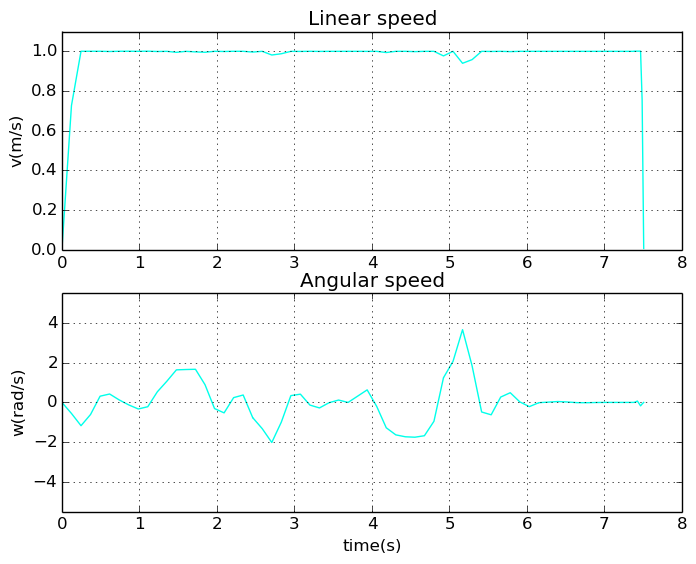 Linear speed
1.0
0.8
0.6
0.4
0.2
0.0
v(m/s)
0 1 2 3 4 5 6 7 8
Angular speed
4
2
0
−2
−4
w(rad/s)
0 1 2 3 4 5 6 7 8
time(s)